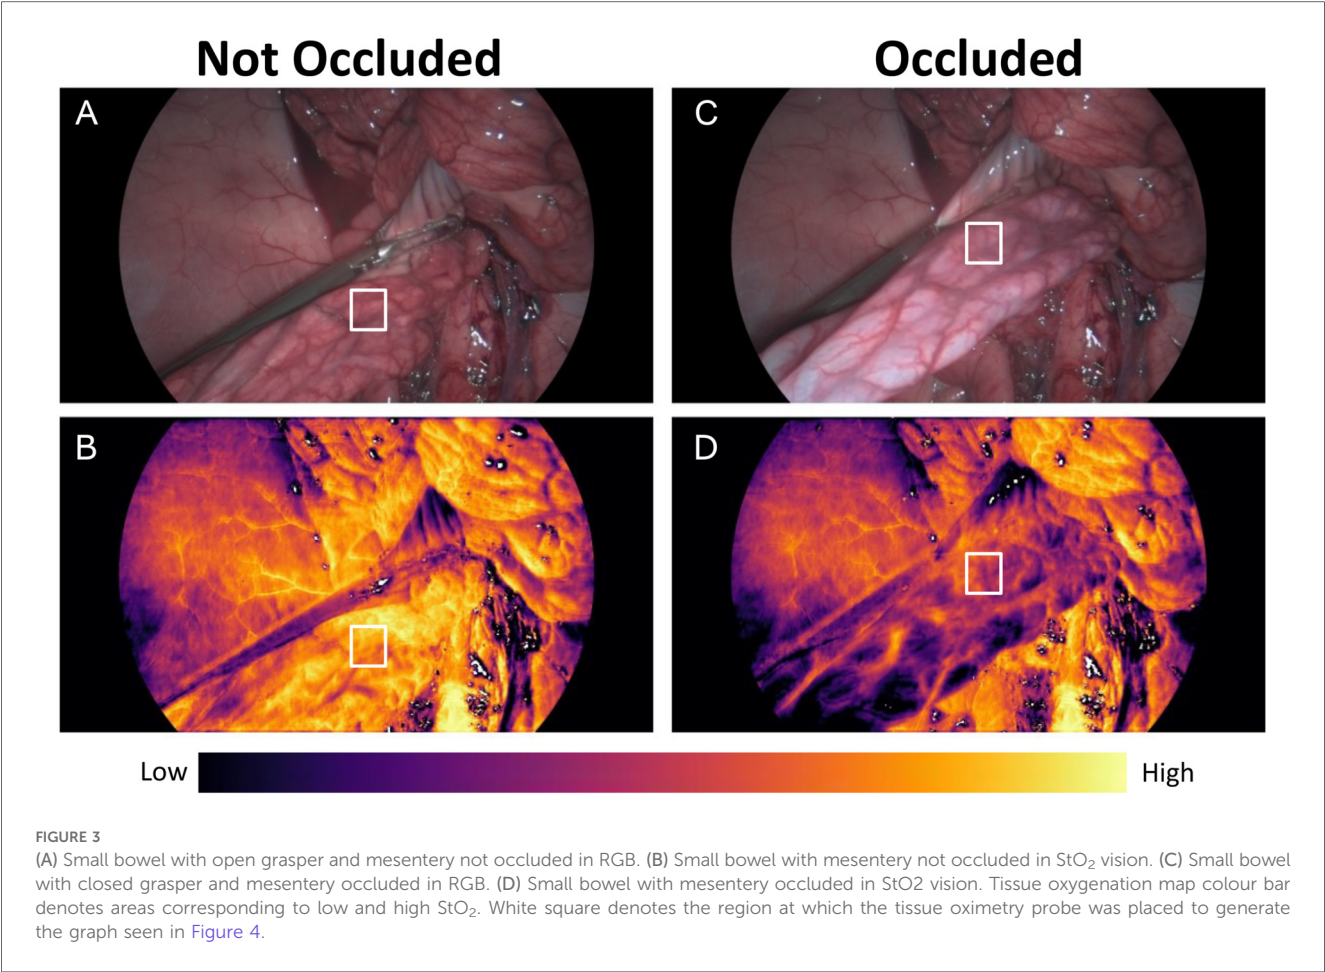 Not Occluded
Occluded
A
C
B
D
Low
High
FIGURE 3
(A) Small bowel with open grasper and mesentery not occluded in RGB. (B) Small bowel with mesentery not occluded in StO2 vision. (C) Small bowel
with closed grasper and mesentery occluded in RGB. (D) Small bowel with mesentery occluded in StO2 vision. Tissue oxygenation map colour bar
denotes areas corresponding to low and high StO2. White square denotes the region at which the tissue oximetry probe was placed to generate
the graph seen in Figure 4.